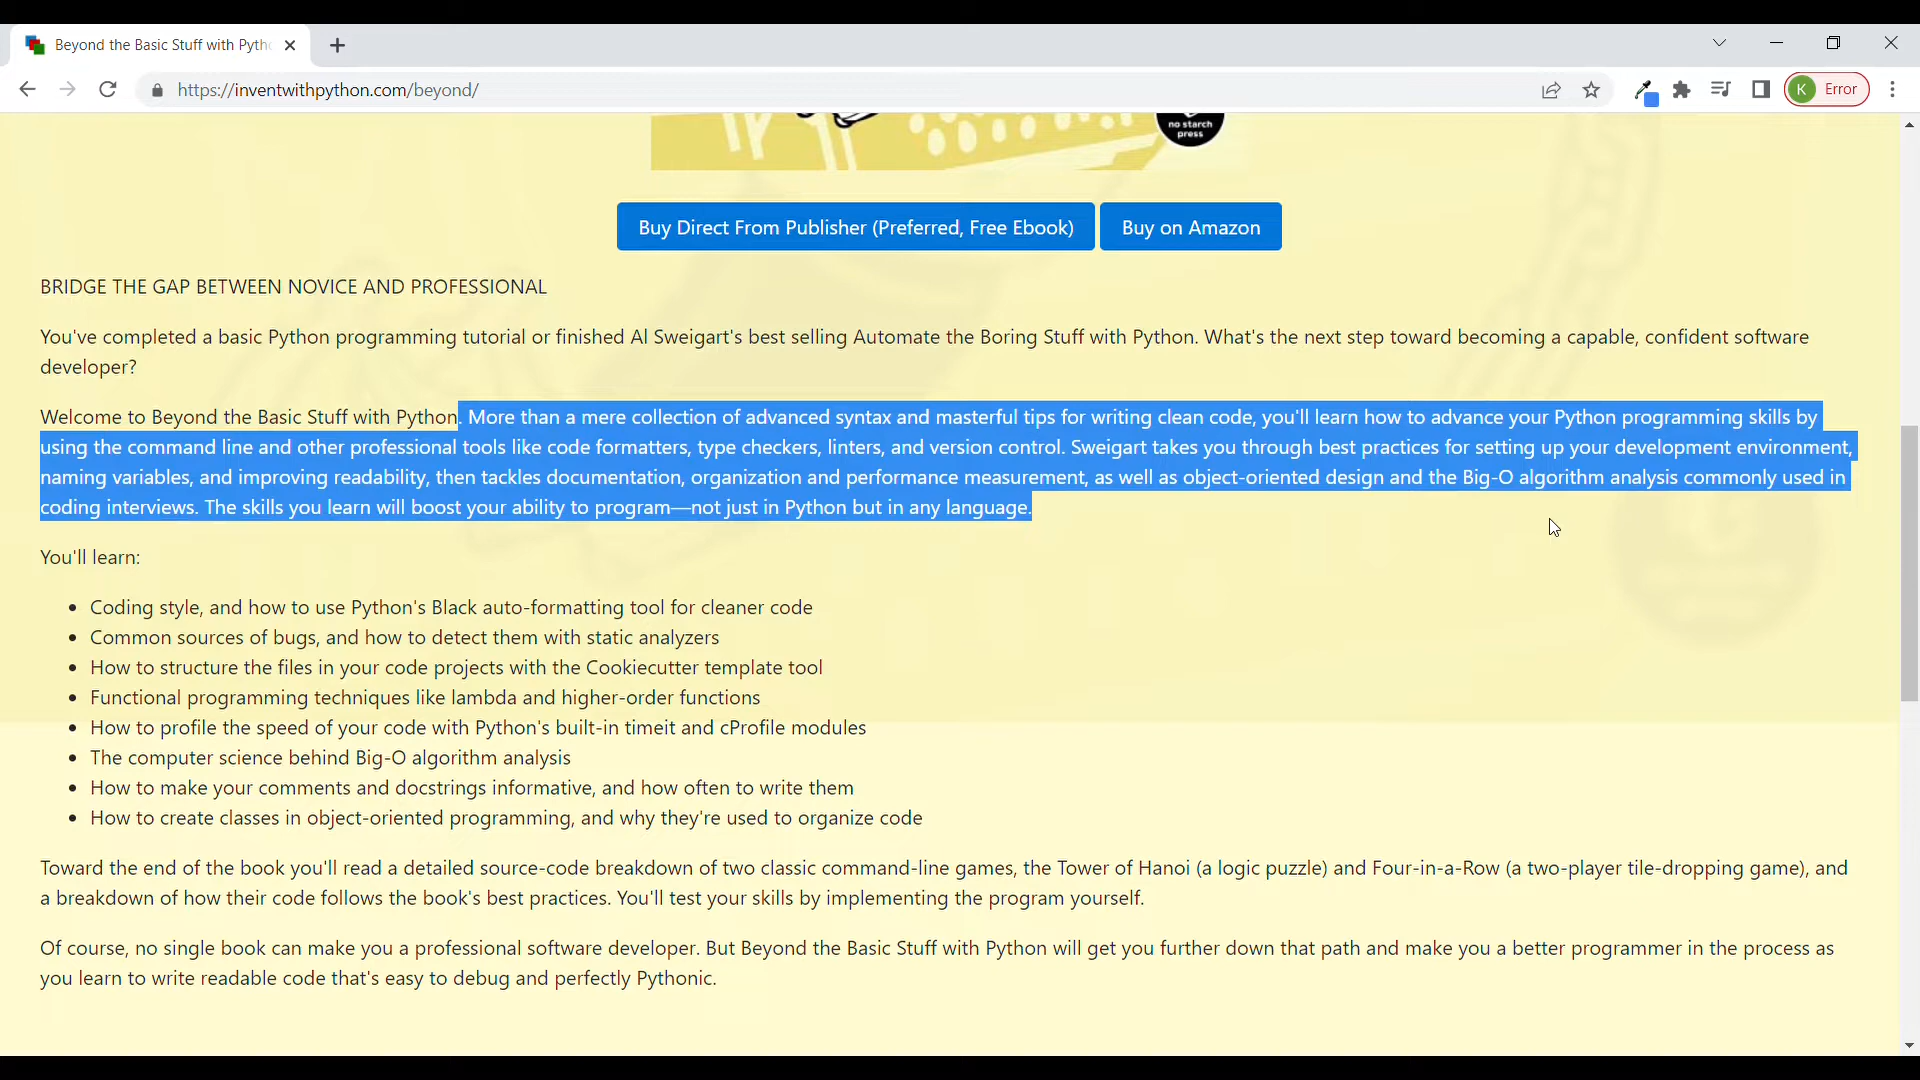 Beyond the Basic Stuff with Pyth
https://inventwithpython.com/beyond/
K Error
no starch
press
Buy Direct From Publisher (Preferred, Free Ebook) Buy on Amazon
BRIDGE THE GAP BETWEEN NOVICE AND PROFESSIONAL
You've completed a basic Python programming tutorial or finished Al Sweigart's best selling Automate the Boring Stuff with Python. What's the next step toward becoming a capable, confident software
developer?
Welcome to Beyond the Basic Stuff with Python. More than a mere collection of advanced syntax and masterful tips for writing clean code, you'll learn how to advance your Python programming skills by
using the command line and other professional tools like code formatters, type checkers, linters, and version control. Sweigart takes you through best practices for setting up your development environment,
naming variables, and improving readability, then tackles documentation, organization and performance measurement, as well as object-oriented design and the Big-O algorithm analysis commonly used in
coding interviews. The skills you learn will boost your ability to program—not just in Python but in any language.
You'll learn:
• Coding style, and how to use Python's Black auto-formatting tool for cleaner code
• Common sources of bugs, and how to detect them with static analyzers
• How to structure the files in your code projects with the Cookiecutter template tool
• Functional programming techniques like lambda and higher-order functions
• How to profile the speed of your code with Python's built-in timeit and cProfile modules
• The computer science behind Big-O algorithm analysis
• How to make your comments and docstrings informative, and how often to write them
• How to create classes in object-oriented programming, and why they're used to organize code
Toward the end of the book you'll read a detailed source-code breakdown of two classic command-line games, the Tower of Hanoi (a logic puzzle) and Four-in-a-Row (a two-player tile-dropping game), and
a breakdown of how their code follows the book's best practices. You'll test your skills by implementing the program yourself.
Of course, no single book can make you a professional software developer. But Beyond the Basic Stuff with Python will get you further down that path and make you a better programmer in the process as
you learn to write readable code that's easy to debug and perfectly Pythonic.